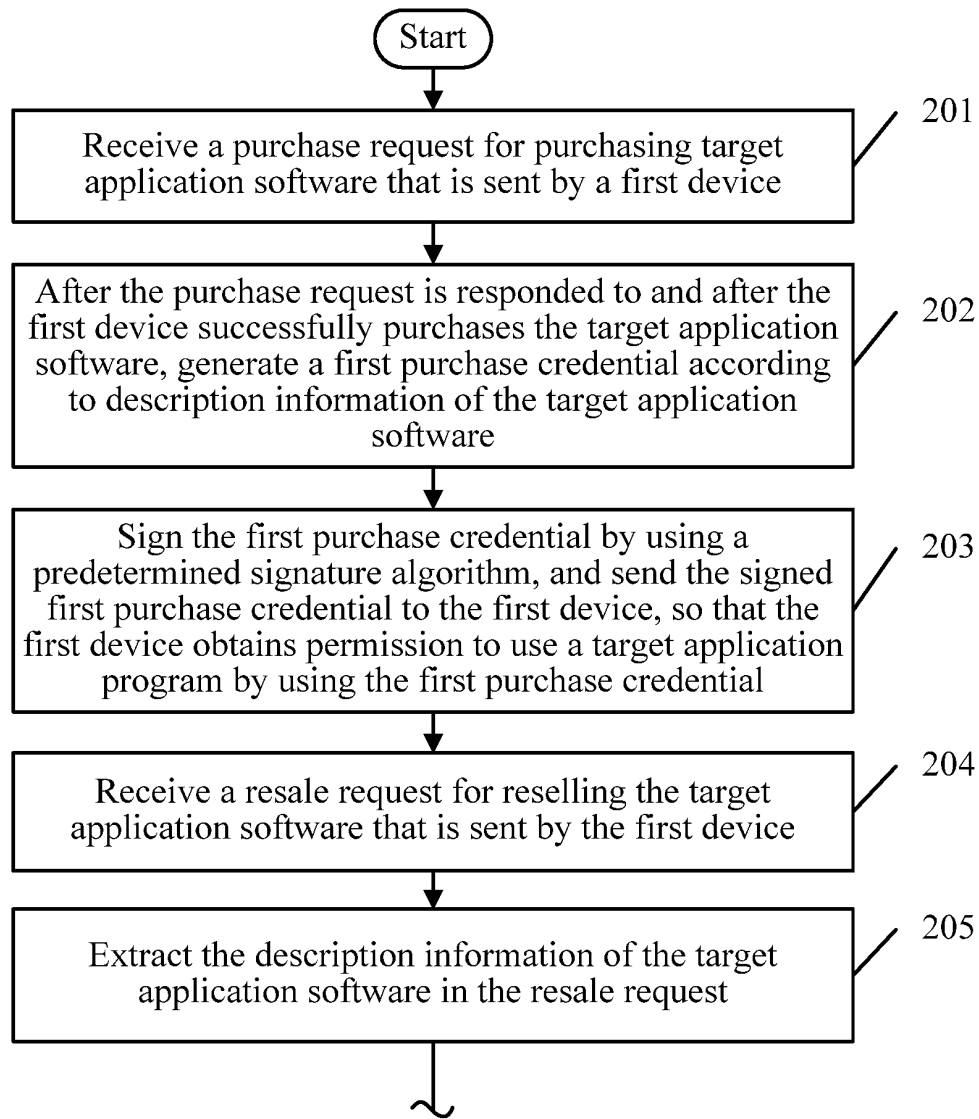 Start
201
Receive a purchase request for purchasing target
application software that is sent by a first device
202
After the purchase request is responded to and after the
first device successfully purchases the target application
software, generate a first purchase credential according
to description information of the target application
software
203
Sign the first purchase credential by using a
predetermined signature algorithm, and send the signed
first purchase credential to the first device, so that the
first device obtains permission to use a target application
program by using the first purchase credential
204
Receive a resale request for reselling the target
application software that is sent by the first device
205
Extract the description information of the target
application software in the resale request